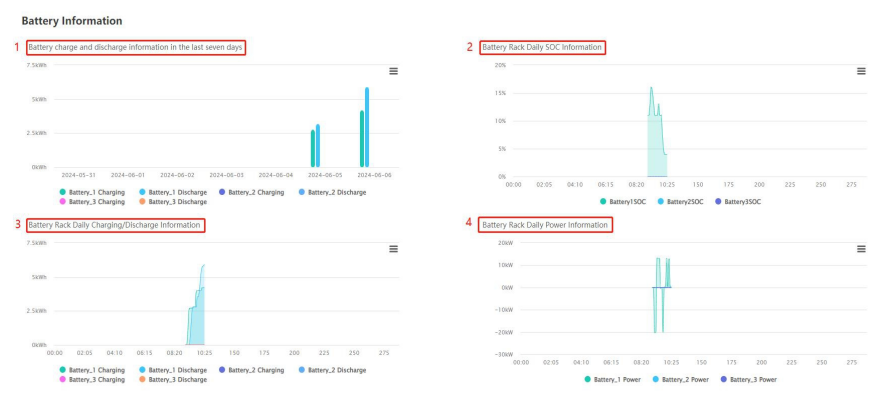 Battery Information
1 Battery charge and discharge information in the last seven days
7.5kWh
5kWh
2.5kWh
0kWh
2024-05-11 2024-06-01 2024-06-02 2024-06-03 2024-06-04 2024-06-05 2024-06-06
Battery_1 Charging Battery_1 Discharge Battery_2 Charging Battery_2 Discharge
Battery_3 Charging Battery_3 Discharge
2 Battery Rack Daily SOC Information
20%
15%
10%
5%
0%
00:00 02:05 04:10 06:15 08:20 10:25 150 175 200 225 250 275
Battery1SOC Battery2SOC Battery3SOC
3 Battery Rack Daily Charging/Discharge Information
7.5kWh
5kWh
2.5kWh
0kWh
00:00 02:05 04:10 06:15 08:20 10:25 150 175 200 225 250 275
Battery_1 Charging Battery_1 Discharge Battery_2 Charging Battery_2 Discharge
Battery_3 Charging Battery_3 Discharge
4 Battery Rack Daily Power Information
20kW
10kW
0kW
-10kW
-20kW
-30kW
00:00 02:05 04:10 06:15 08:20 10:25 150 175 200 225 250 275
Battery_1 Power Battery_2 Power Battery_3 Power